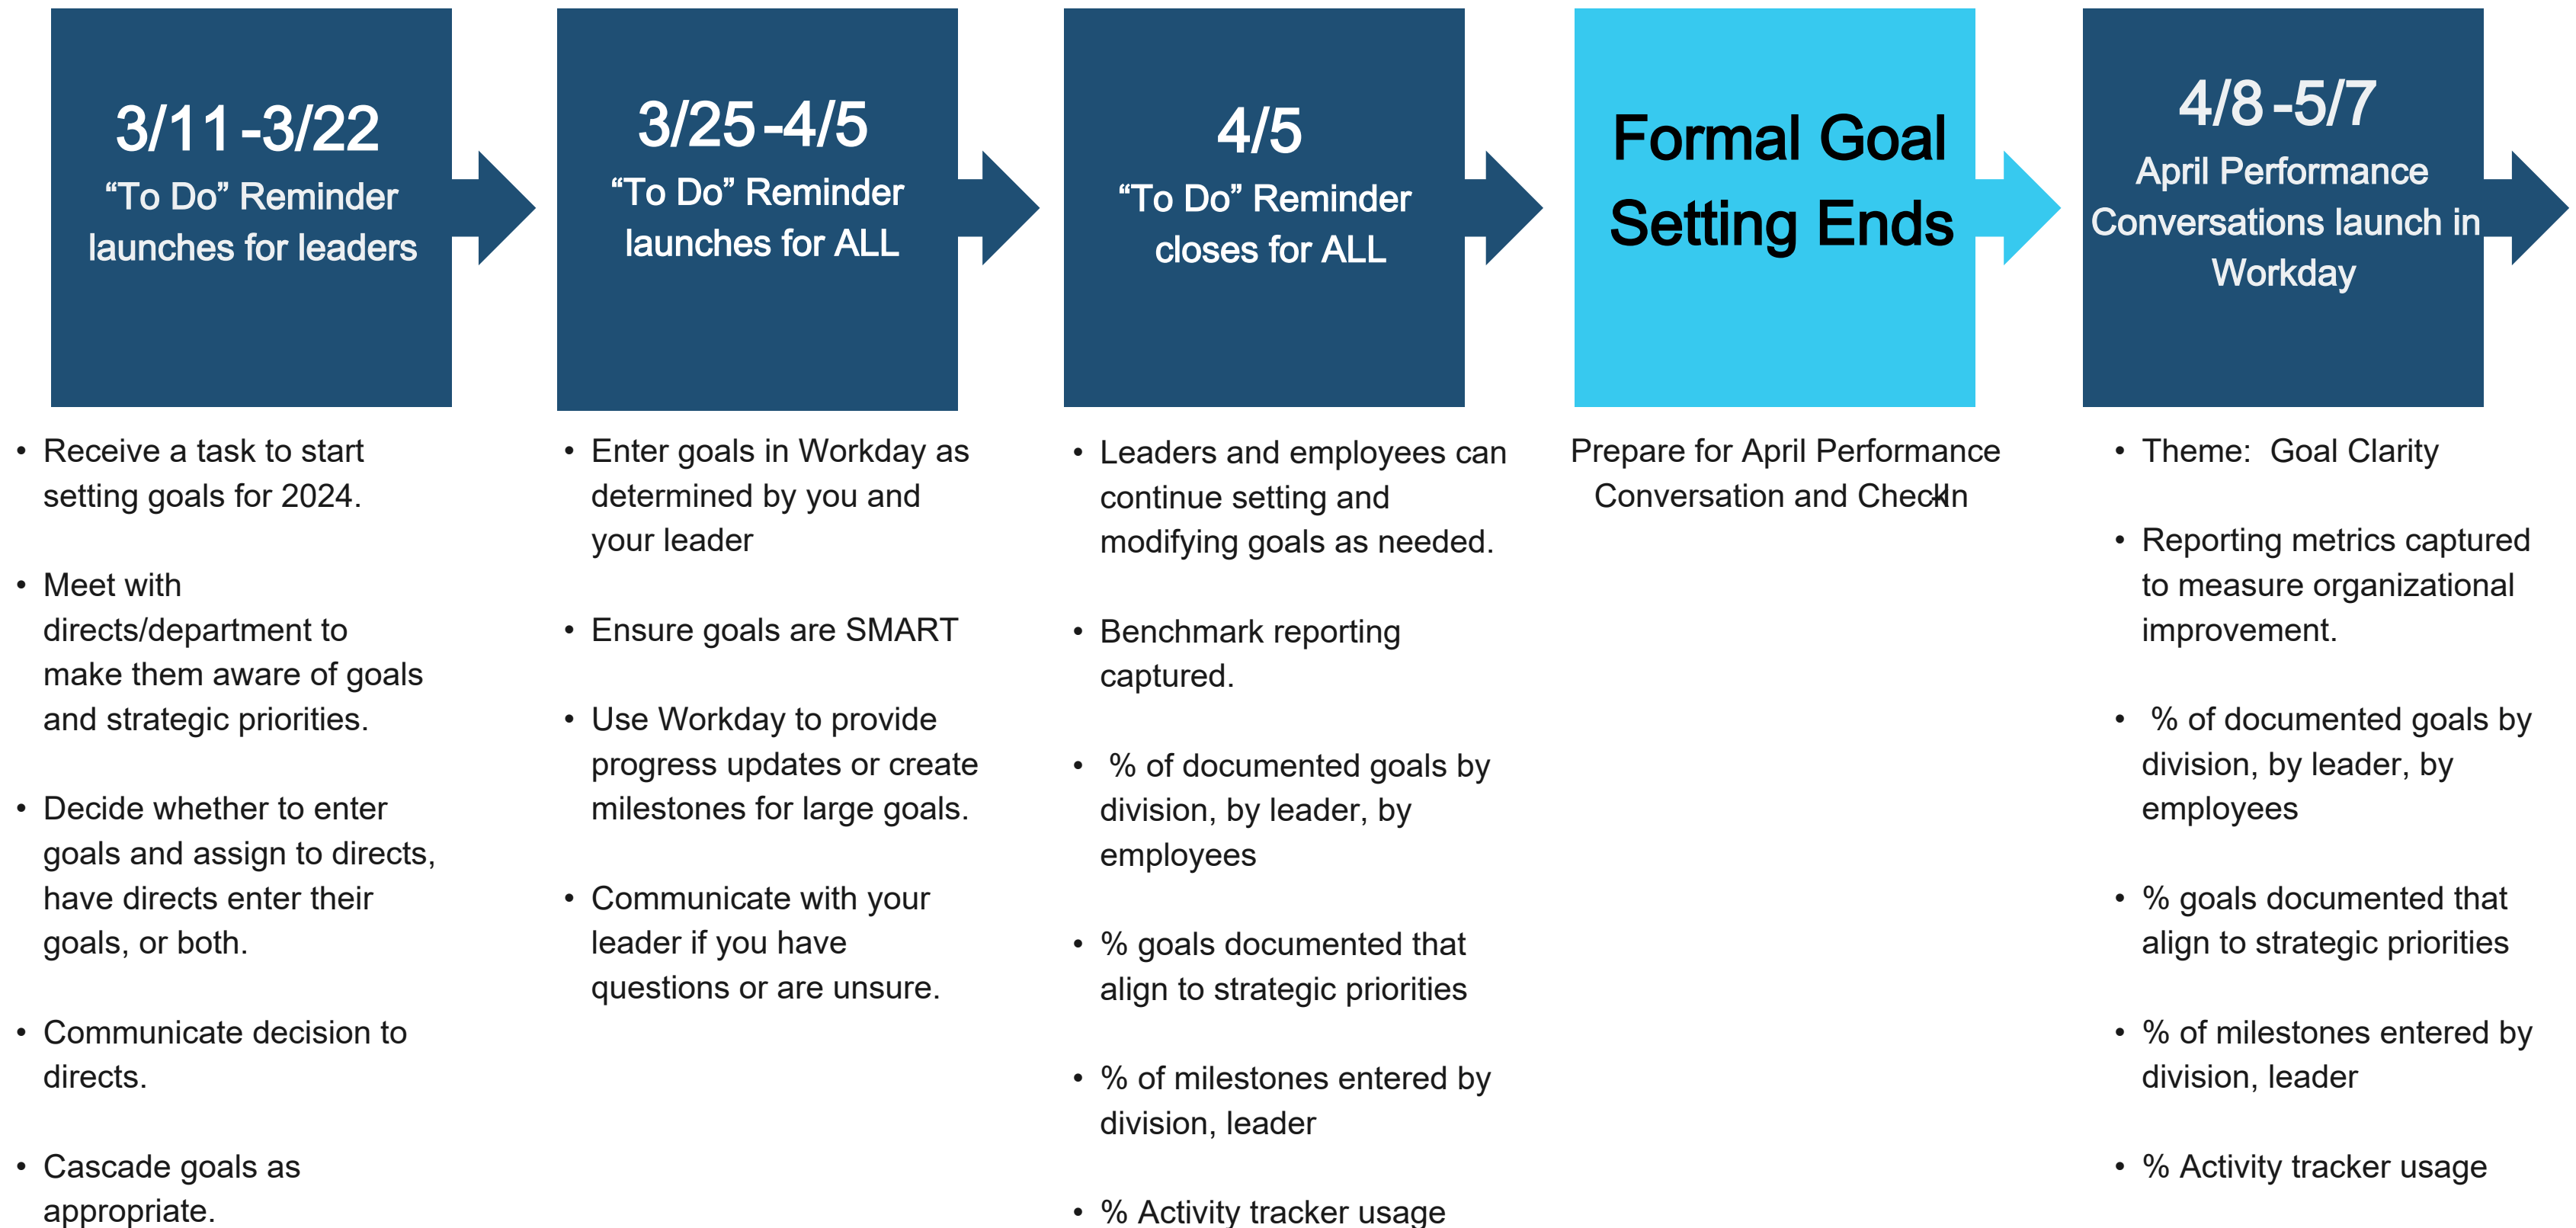 3/11-3/22
“To Do” Reminder
launches for leaders
• Receive a task to start
setting goals for 2024.
• Meet with
directs/department to
make them aware of goals
and strategic priorities.
• Decide whether to enter
goals and assign to directs,
have directs enter their
goals, or both.
• Communicate decision to
directs.
• Cascade goals as
appropriate.
3/25-4/5
“To Do” Reminder
launches for ALL
• Enter goals in Workday as
determined by you and
your leader
• Ensure goals are SMART
• Use Workday to provide
progress updates or create
milestones for large goals.
• Communicate with your
leader if you have
questions or are unsure.
4/5
“To Do” Reminder
closes for ALL
• Leaders and employees can
continue setting and
modifying goals as needed.
• Benchmark reporting
captured.
• % of documented goals by
division, by leader, by
employees
• % goals documented that
align to strategic priorities
• % of milestones entered by
division, leader
• % Activity tracker usage
Formal Goal
Setting Ends
Prepare for April Performance
Conversation and Check-In
4/8-5/7
April Performance
Conversations launch in
Workday
• Theme: Goal Clarity
• Reporting metrics captured
to measure organizational
improvement.
• % of documented goals by
division, by leader, by
employees
• % goals documented that
align to strategic priorities
• % of milestones entered by
division, leader
• % Activity tracker usage